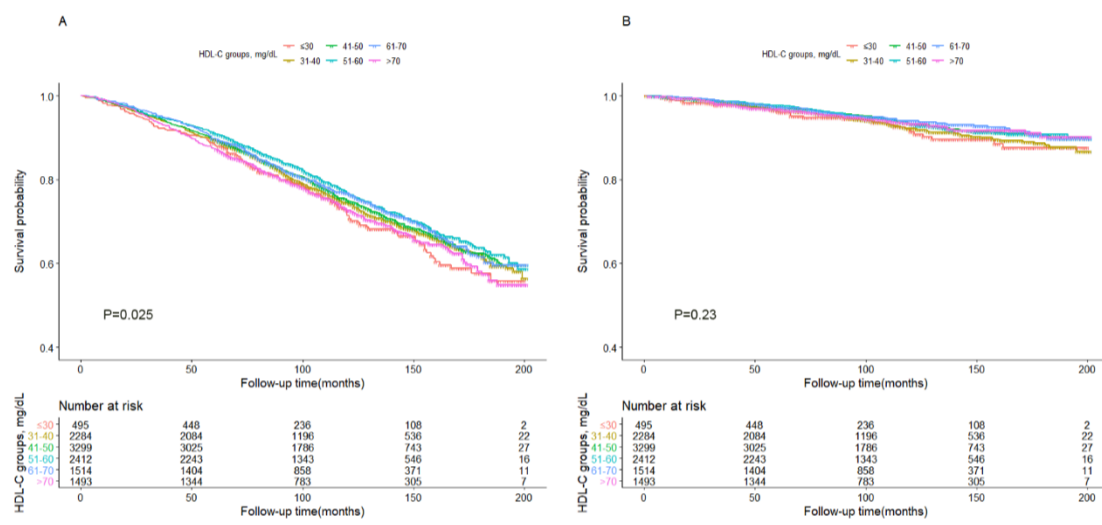 A
HDL-C groups, mg/dL
≤30
41-50
61-70
31-40
51-60
>70
Survival probability
1.0
0.8
0.6
0.4
P=0.025
0 50 100 150 200
Follow-up time(months)
Number at risk
HDL-C groups, mg/dL
≤30 495 448 236 108 2
31-40 2284 2084 1196 536 22
41-50 3299 3025 1786 743 27
51-60 2412 2243 1343 546 16
61-70 1514 1404 858 371 11
>70 1493 1344 783 305 7
0 50 100 150 200
Follow-up time(months)
B
HDL-C groups, mg/dL
≤30
41-50
61-70
31-40
51-60
>70
Survival probability
1.0
0.8
0.6
0.4
P=0.23
0 50 100 150 200
Follow-up time(months)
Number at risk
HDL-C groups, mg/dL
≤30 495 448 236 108 2
31-40 2284 2084 1196 536 22
41-50 3299 3025 1786 743 27
51-60 2412 2243 1343 546 16
61-70 1514 1404 858 371 11
>70 1493 1344 783 305 7
0 50 100 150 200
Follow-up time(months)